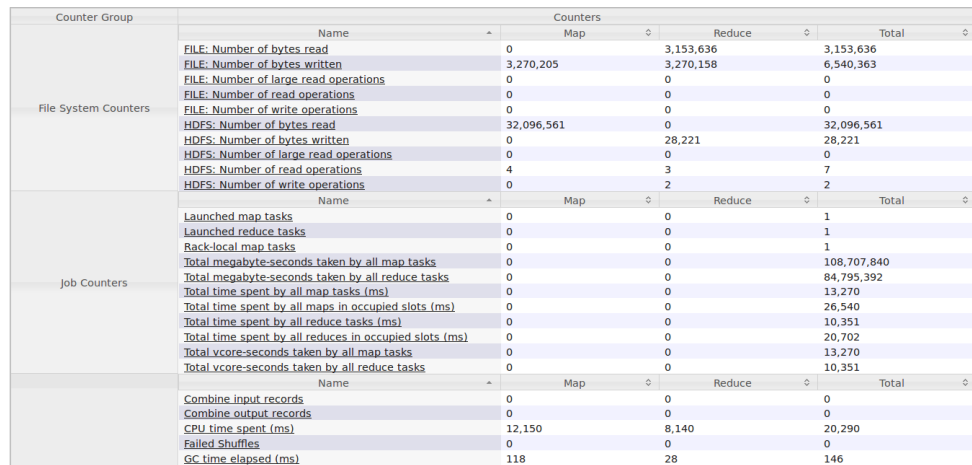 Counter Group Counters
Name Map Reduce Total
FILE: Number of bytes read 0 3,153,636 3,153,636
FILE: Number of bytes written 3,270,205 3,270,158 6,540,363
FILE: Number of large read operations 0 0 0
FILE: Number of read operations 0 0 0
FILE: Number of write operations 0 0 0
File System Counters
HDFS: Number of bytes read 32,096,561 0 32,096,561
HDFS: Number of bytes written 0 28,221 28,221
HDFS: Number of large read operations 0 0 0
HDFS: Number of read operations 4 3 7
HDFS: Number of write operations 0 2 2
Name Map Reduce Total
Launched map tasks 0 0 1
Launched reduce tasks 0 0 1
Rack-local map tasks 0 0 1
Total megabyte-seconds taken by all map tasks 0 0 108,707,840
Total megabyte-seconds taken by all reduce tasks 0 0 84,795,392
Job Counters
Total time spent by all map tasks (ms) 0 0 13,270
Total time spent by all maps in occupied slots (ms) 0 0 26,540
Total time spent by all reduce tasks (ms) 0 0 10,351
Total time spent by all reduces in occupied slots (ms) 0 0 20,702
Total vcore-seconds taken by all map tasks 0 0 13,270
Total vcore-seconds taken by all reduce tasks 0 0 10,351
Name Map Reduce Total
Combine input records 0 0 0
Combine output records 0 0 0
CPU time spent (ms) 12,150 8,140 20,290
Failed Shuffles 0 0 0
GC time elapsed (ms) 118 28 146